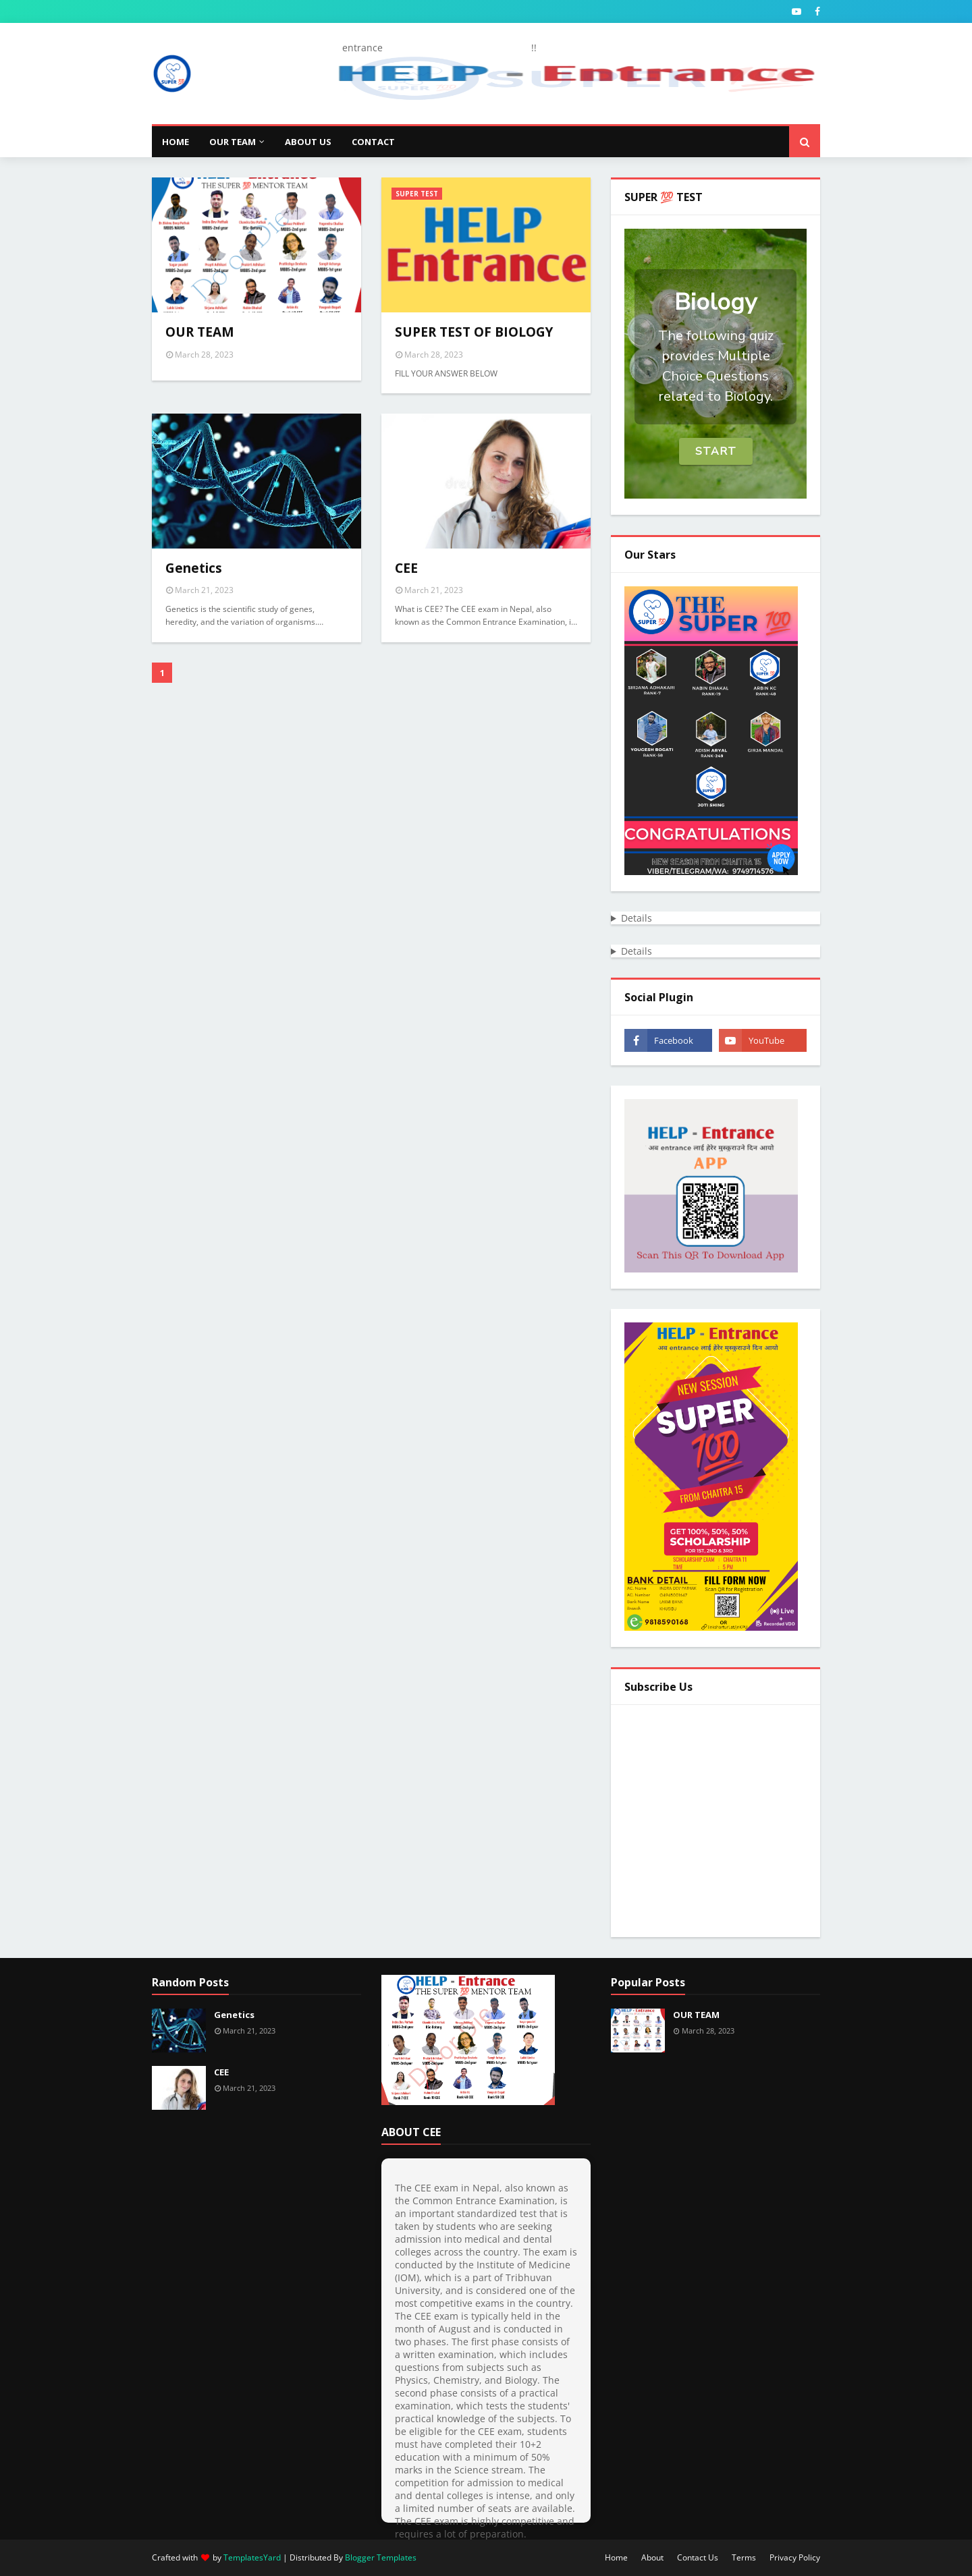 entrance !!
HELP - Entrance
SUPER 💯
HOME OUR TEAM ABOUT US CONTACT
THE SUPER 💯 MENTOR TEAM
OUR TEAM
March 28, 2023
SUPER TEST
HELP
Entrance
SUPER TEST OF BIOLOGY
March 28, 2023
FILL YOUR ANSWER BELOW
Genetics
March 21, 2023
Genetics is the scientific study of genes,
heredity, and the variation of organisms....
CEE
March 21, 2023
What is CEE? The CEE exam in Nepal, also
known as the Common Entrance Examination, i...
1
SUPER 💯 TEST
Biology
The following quiz
provides Multiple
Choice Questions
related to Biology.
START
Our Stars
THE
SUPER 💯
SIRJANA ADHAKARI
RANK-7
NABIN DHAKAL
RANK-19
ARBIN KC
RANK-48
YOUGESH BOGATI
ADISH ARYAL
GIRJA MANDAL
JOTI BHING
CONGRATULATIONS
APPLY
NOW
NEW SEASON FROM CHAITRA 15
VIBER/TELEGRAM/WA: 9749714576
Details
Details
Social Plugin
Facebook YouTube
HELP - Entrance
अब entrance लाई हेरेर मुस्कुराउने दिन आयो
APP
Scan This QR To Download App
HELP - Entrance
अब entrance लाई हेरेर मुस्कुराउने दिन आयो
NEW SESSION
SUPER
100
FROM CHAITRA 15
GET 100%, 50%, 50%
SCHOLARSHIP
FOR 1ST, 2ND & 3RD
SCHOLARSHIP EXAM : CHAITRA 11
TIME : 5 PM
BANK DETAIL
FILL FORM NOW
Scan QR for Registration
OR
9818590168
Live
+
Recorded VDO
Subscribe Us
Random Posts
Genetics
March 21, 2023
CEE
March 21, 2023
HELP - Entrance
THE SUPER 💯 MENTOR TEAM
ABOUT CEE
The CEE exam in Nepal, also known as
the Common Entrance Examination, is
an important standardized test that is
taken by students who are seeking
admission into medical and dental
colleges across the country. The exam is
conducted by the Institute of Medicine
(IOM), which is a part of Tribhuvan
University, and is considered one of the
most competitive exams in the country.
The CEE exam is typically held in the
month of August and is conducted in
two phases. The first phase consists of
a written examination, which includes
questions from subjects such as
Physics, Chemistry, and Biology. The
second phase consists of a practical
examination, which tests the students'
practical knowledge of the subjects. To
be eligible for the CEE exam, students
must have completed their 10+2
education with a minimum of 50%
marks in the Science stream. The
competition for admission to medical
and dental colleges is intense, and only
a limited number of seats are available.
The CEE exam is highly competitive and
requires a lot of preparation.
Popular Posts
OUR TEAM
March 28, 2023
Crafted with ❤ by TemplatesYard | Distributed By Blogger Templates
Home About Contact Us Terms Privacy Policy